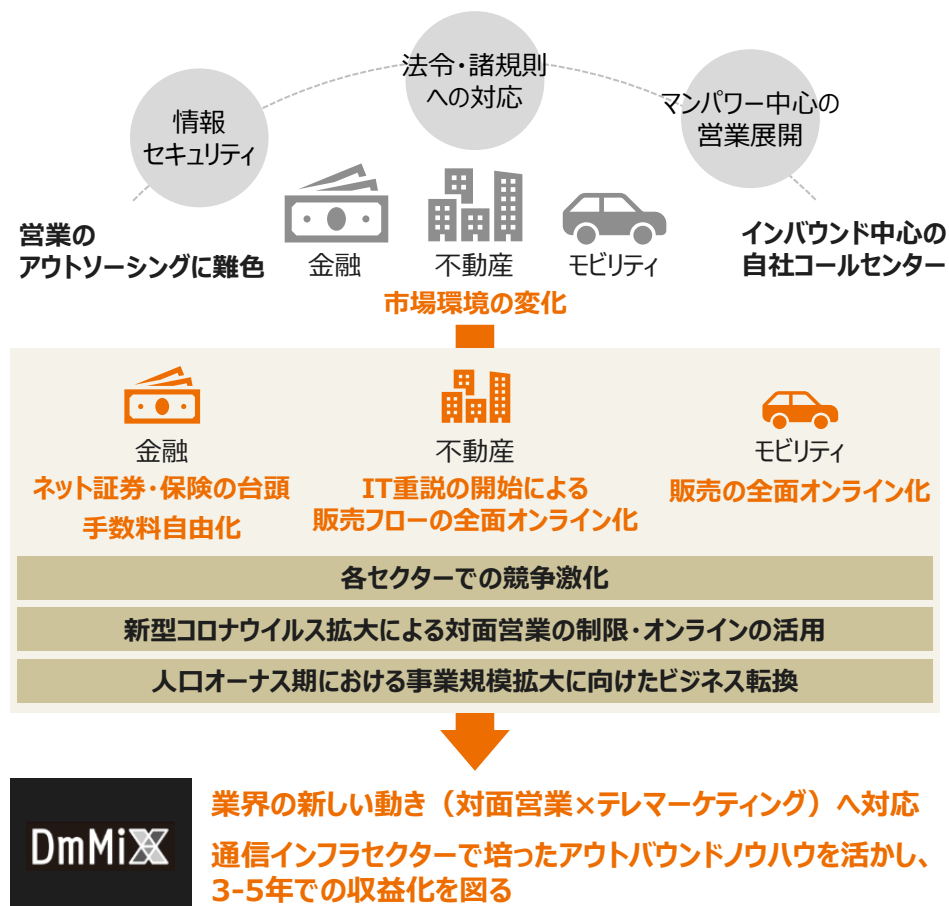 法令・諸規則
への対応
情報
セキュリティ
マンパワー中心の
営業展開
営業の
アウトソーシングに難色
金融
不動産
モビリティ
インバウンド中心の
自社コールセンター
市場環境の変化
金融
ネット証券・保険の台頭
手数料自由化
不動産
IT重説の開始による
販売フローの全面オンライン化
モビリティ
販売の全面オンライン化
各セクターでの競争激化
新型コロナウイルス拡大による対面営業の制限・オンラインの活用
人口オーナス期における事業規模拡大に向けたビジネス転換
DmMiX
業界の新しい動き（対面営業×テレマーケティング）へ対応
通信インフラセクターで培ったアウトバウンドノウハウを活かし、
3-5年での収益化を図る